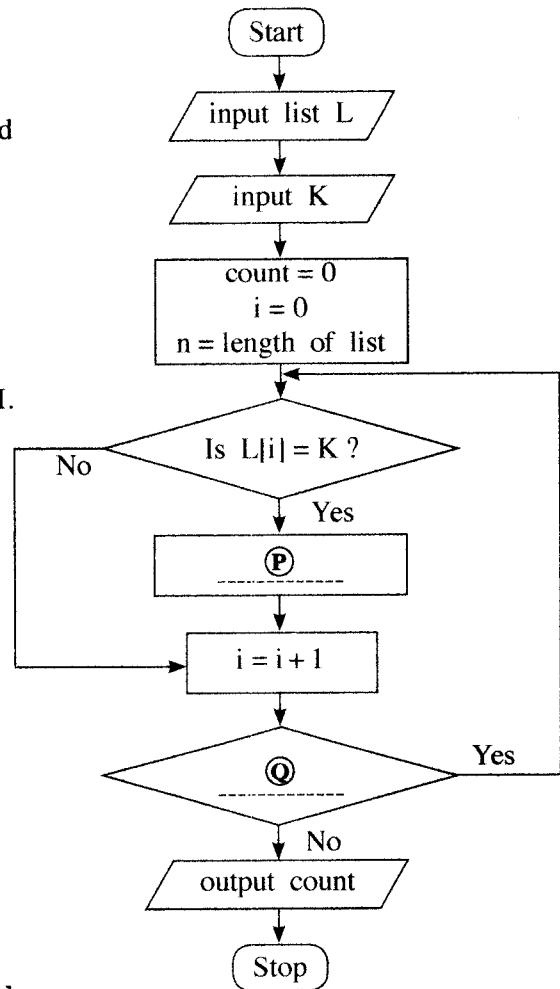 Start
input list L
d
input K
count = 0
i = 0
n = length of list
I.
Is L[i] = K ?
No
Yes
P
i = i + 1
Q
Yes
No
output count
Stop